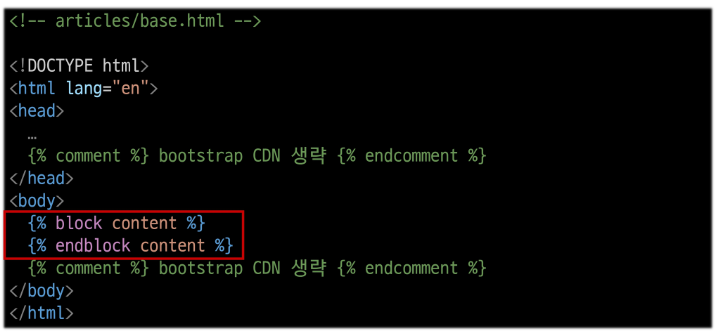 <!-- articles/base.html -->
<!DOCTYPE html>
<html lang="en">
<head>
…
{% comment %} bootstrap CDN 생략 {% endcomment %}
</head>
<body>
{% block content %}
{% endblock content %}
{% comment %} bootstrap CDN 생략 {% endcomment %}
</body>
</html>